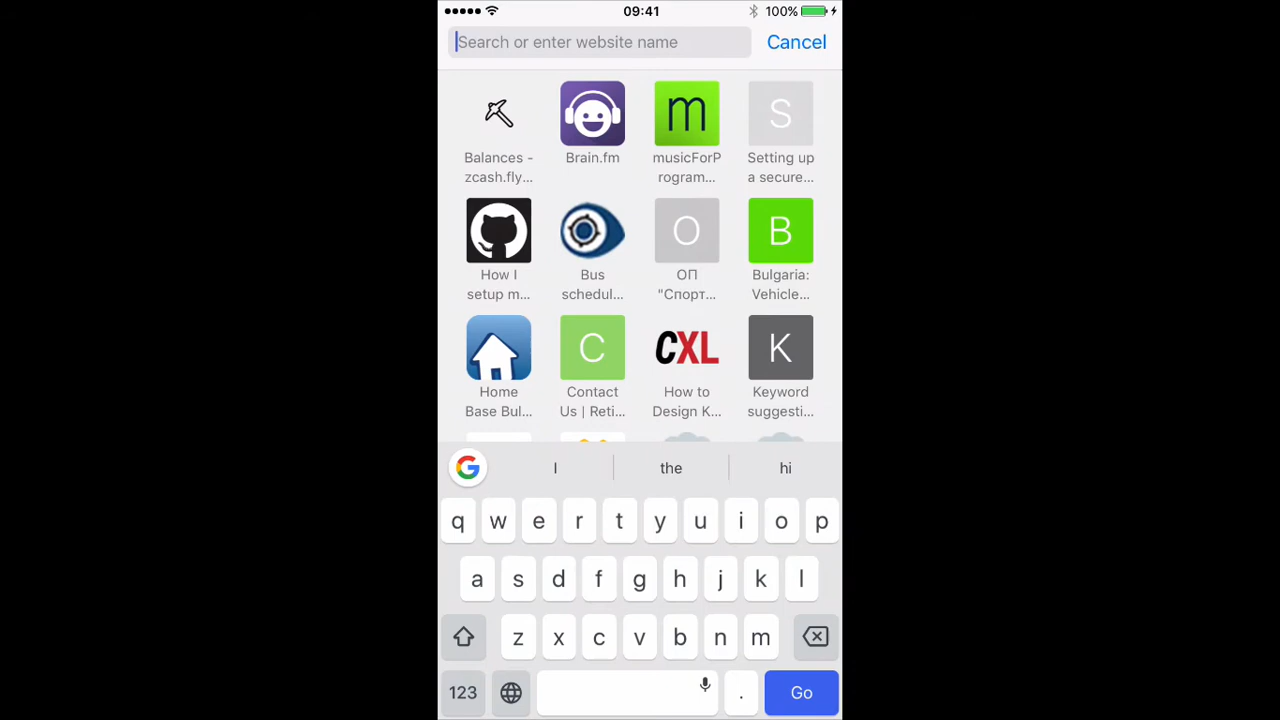 09:41
100%
Search or enter website name
Cancel
m
S
Balances -
zcash.fly...
Brain.fm
musicForP
rogram...
Setting up
a secure...
О
B
How I
setup m...
Bus
schedul...
ОП
"Спорт...
Bulgaria:
Vehicle...
C
CXL
K
Home
Base Bul...
Contact
Us | Reti...
How to
Design K...
Keyword
suggesti...
G
I
the
hi
q w e r t y u i o p
a s d f g h j k l
z x c v b n m
123
.
Go